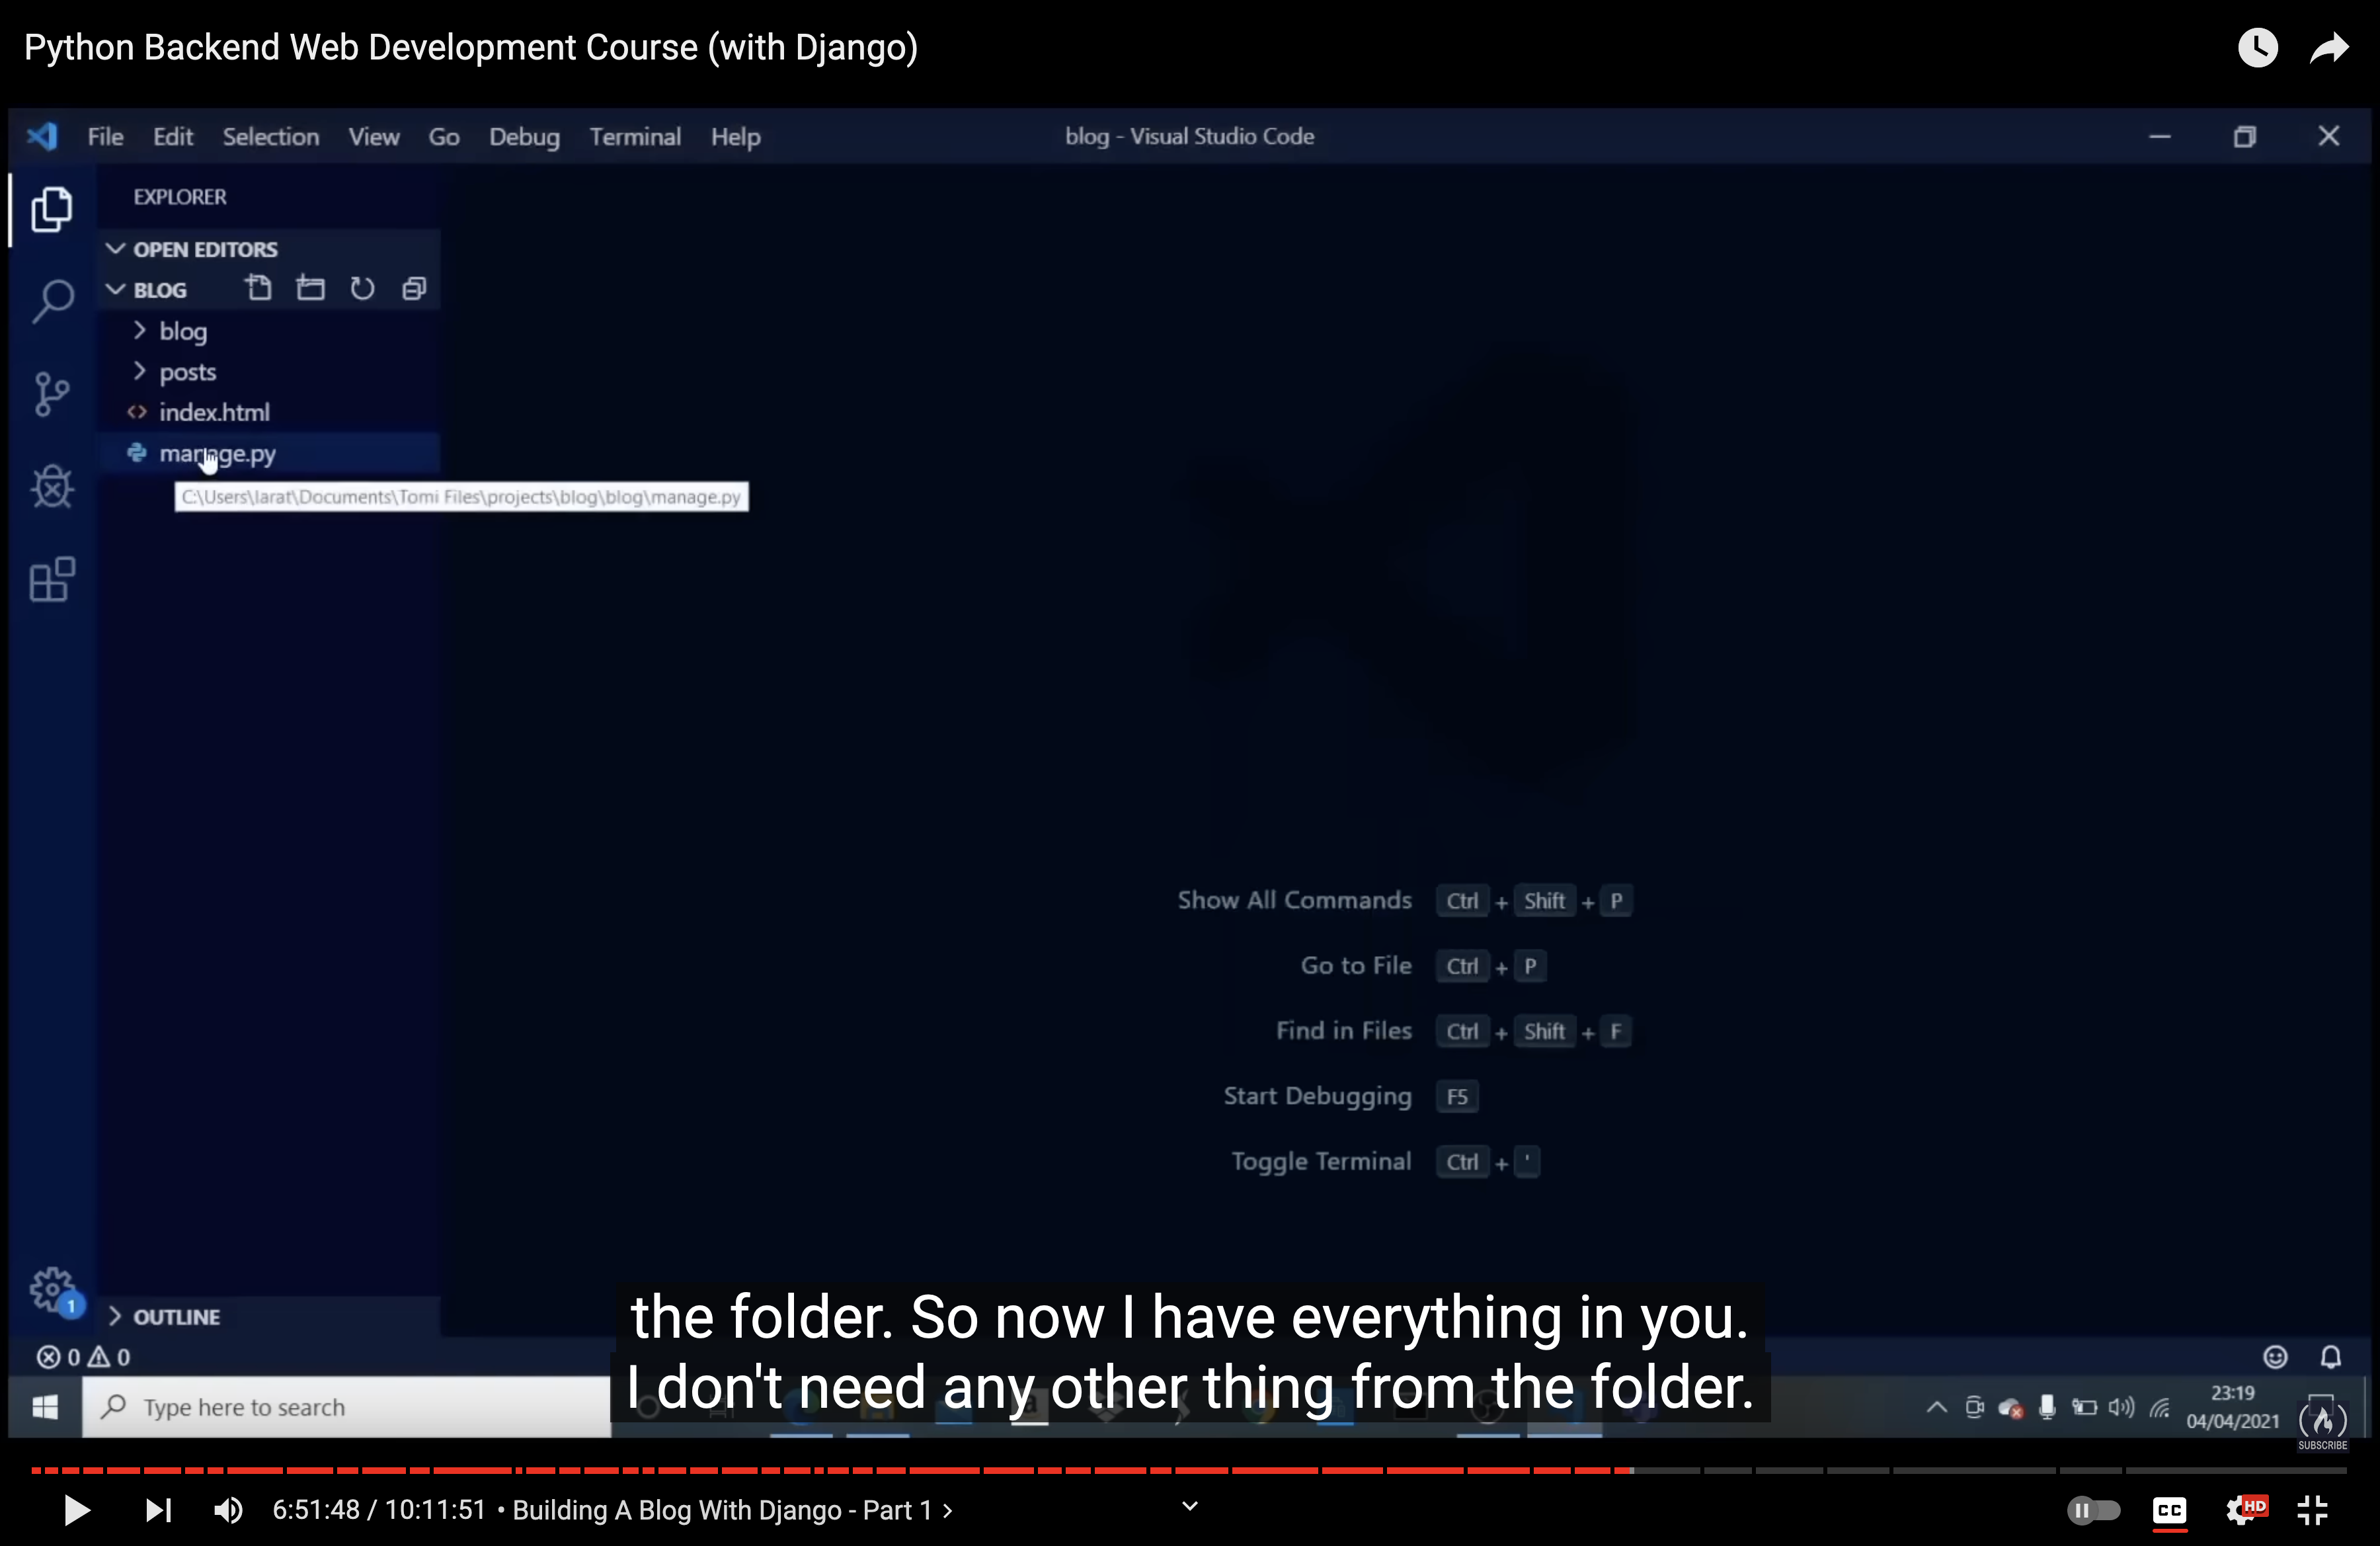 Python Backend Web Development Course (with Django)
File Edit Selection View Go Debug Terminal Help
blog - Visual Studio Code
EXPLORER
OPEN EDITORS
BLOG
blog
posts
index.html
manage.py
C:\Users\larat\Documents\Tomi Files\projects\blog\blog\manage.py
Show All Commands Ctrl + Shift + P
Go to File Ctrl + P
Find in Files Ctrl + Shift + F
Start Debugging F5
Toggle Terminal Ctrl + '
1
OUTLINE
the folder. So now I have everything in you.
I don't need any other thing from the folder.
0 0
Type here to search
23:19
04/04/2021
SUBSCRIBE
6:51:48 / 10:11:51 • Building A Blog With Django - Part 1 >
CC
HD